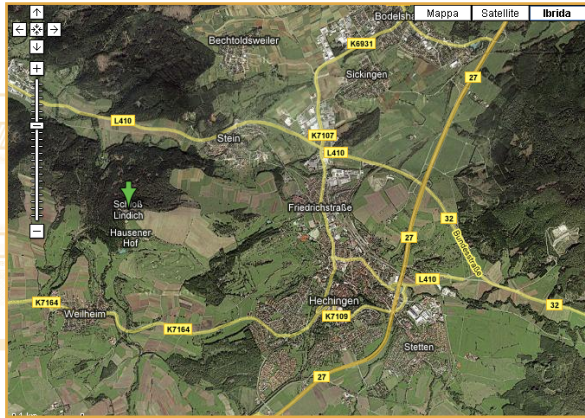 Mappa
Satellite
Ibrida
Bechtoldsweiler
K6931
Sickingen
27
L410
Stein
K7107
L410
Schloß
Lindich
Friedrichstraße
Hausener
Hof
27
32
Bundesstraße
L410
K7164
Weilheim
Hechingen
K7109
32
K7164
Stetten
27